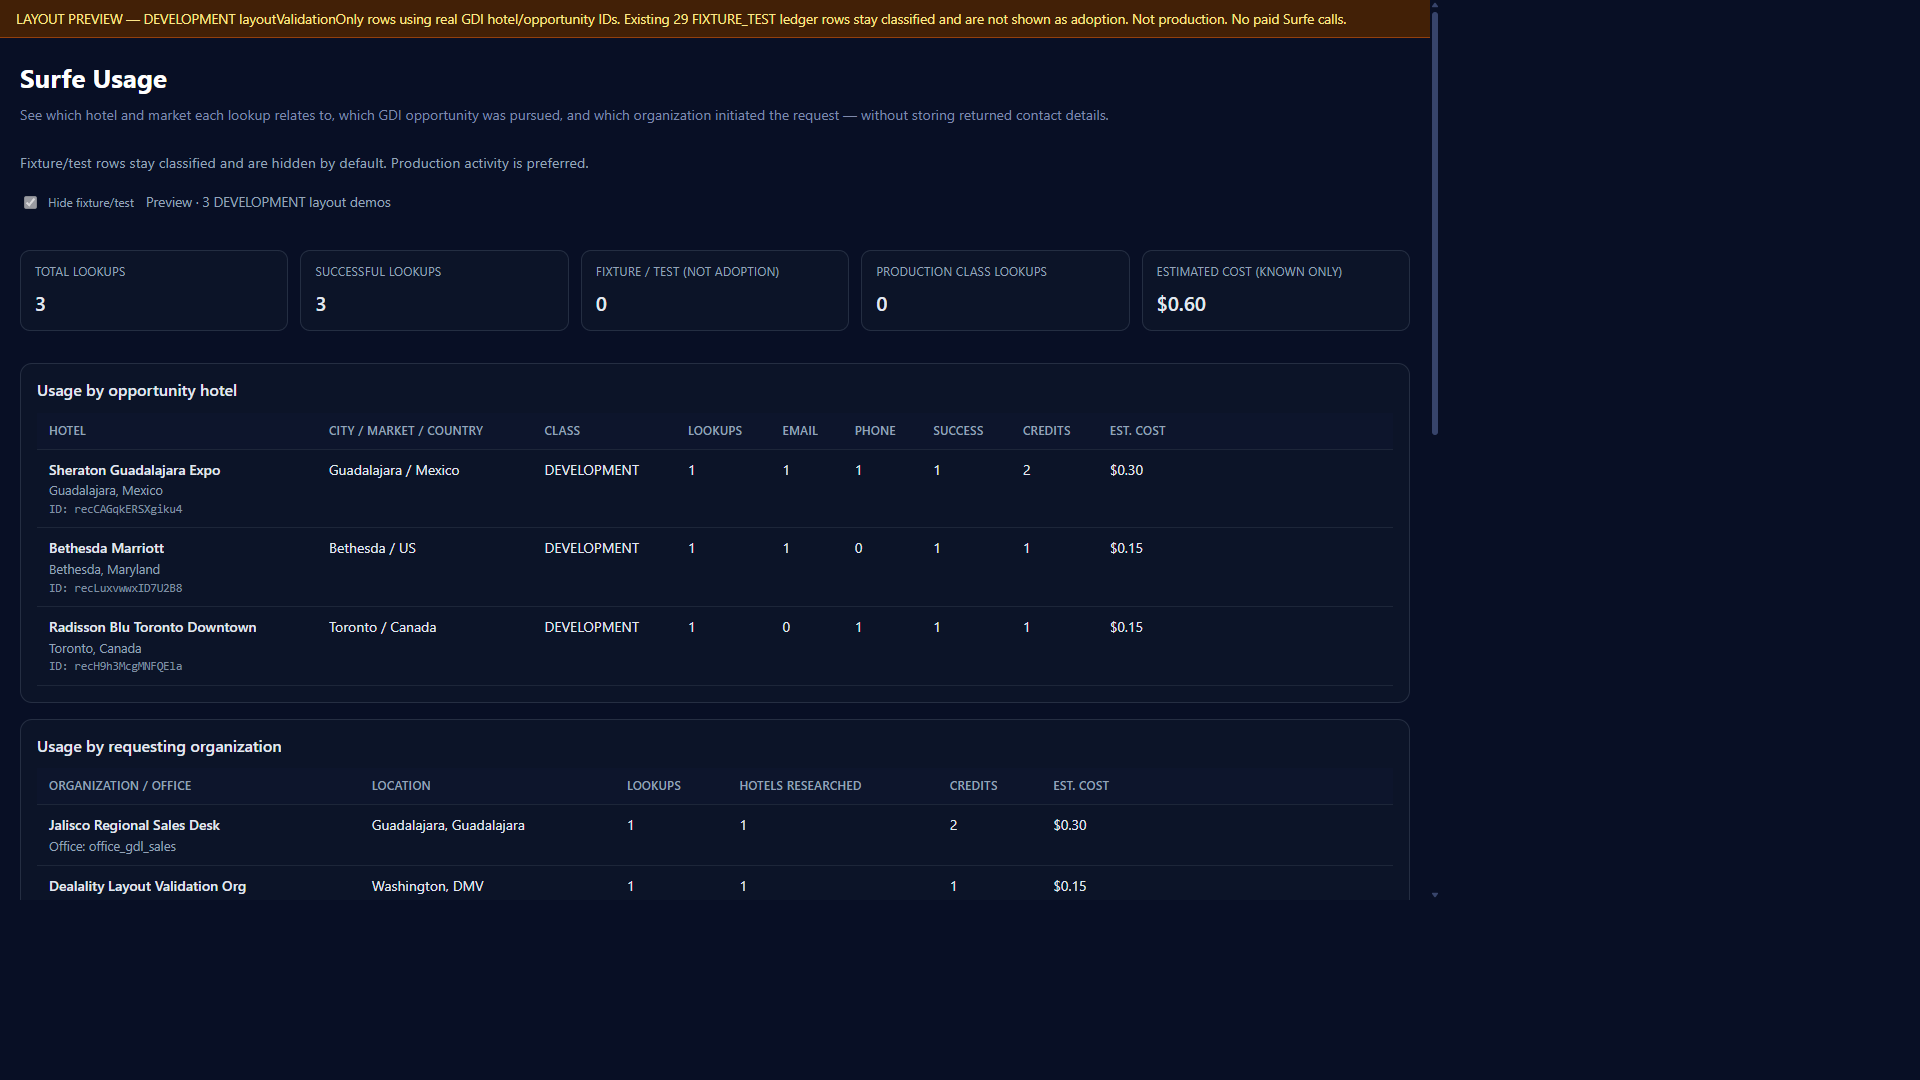 LAYOUT PREVIEW — DEVELOPMENT layoutValidationOnly rows using real GDI hotel/opportunity IDs. Existing 29 FIXTURE_TEST ledger rows stay classified and are not shown as adoption. Not production. No paid Surfe calls.
Surfe Usage
See which hotel and market each lookup relates to, which GDI opportunity was pursued, and which organization initiated the request — without storing returned contact details.
Fixture/test rows stay classified and are hidden by default. Production activity is preferred.
Hide fixture/test Preview · 3 DEVELOPMENT layout demos
TOTAL LOOKUPS SUCCESSFUL LOOKUPS FIXTURE / TEST (NOT ADOPTION) PRODUCTION CLASS LOOKUPS ESTIMATED COST (KNOWN ONLY)
3 3 0 0 $0.60
Usage by opportunity hotel
HOTEL CITY / MARKET / COUNTRY CLASS LOOKUPS EMAIL PHONE SUCCESS CREDITS EST. COST
Sheraton Guadalajara Expo Guadalajara / Mexico DEVELOPMENT 1 1 1 1 2 $0.30
Guadalajara, Mexico
ID: recCAGqkERSXgiku4
Bethesda Marriott Bethesda / US DEVELOPMENT 1 1 0 1 1 $0.15
Bethesda, Maryland
ID: recLuxvwwxID7U2B8
Radisson Blu Toronto Downtown Toronto / Canada DEVELOPMENT 1 0 1 1 1 $0.15
Toronto, Canada
ID: recH9h3McgMNFQE1a
Usage by requesting organization
ORGANIZATION / OFFICE LOCATION LOOKUPS HOTELS RESEARCHED CREDITS EST. COST
Jalisco Regional Sales Desk Guadalajara, Guadalajara 1 1 2 $0.30
Office: office_gdl_sales
Dealality Layout Validation Org Washington, DMV 1 1 1 $0.15